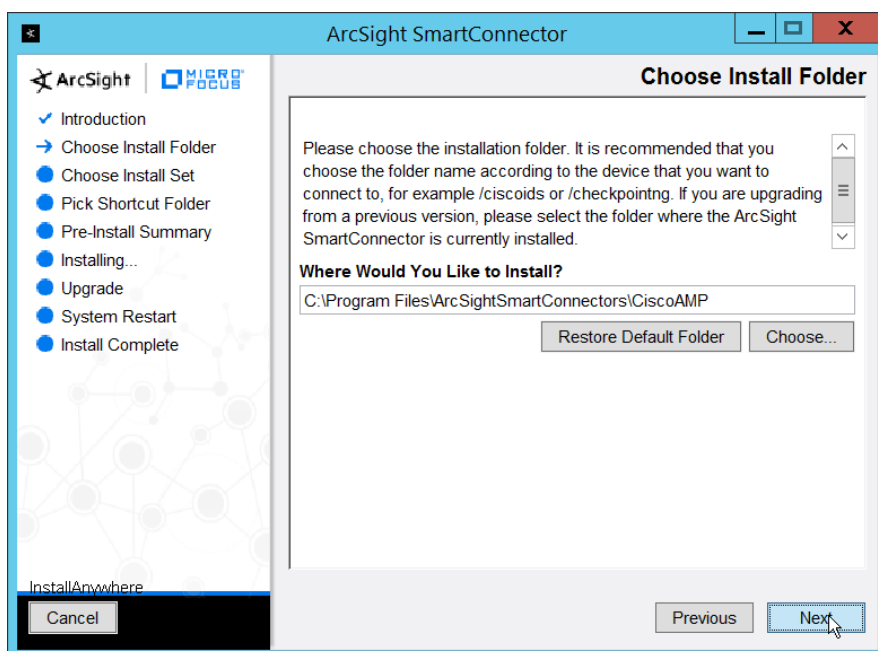 ArcSight SmartConnector
ArcSight
MICRO
FOCUS
Choose Install Folder
Introduction
Choose Install Folder
Choose Install Set
Pick Shortcut Folder
Pre-Install Summary
Installing...
Upgrade
System Restart
Install Complete
Please choose the installation folder. It is recommended that you
choose the folder name according to the device that you want to
connect to, for example /ciscoids or /checkpointng. If you are upgrading
from a previous version, please select the folder where the ArcSight
SmartConnector is currently installed.
Where Would You Like to Install?
C:\Program Files\ArcSightSmartConnectors\CiscoAMP
Restore Default Folder
Choose...
InstallAnywhere
Cancel
Previous
Next